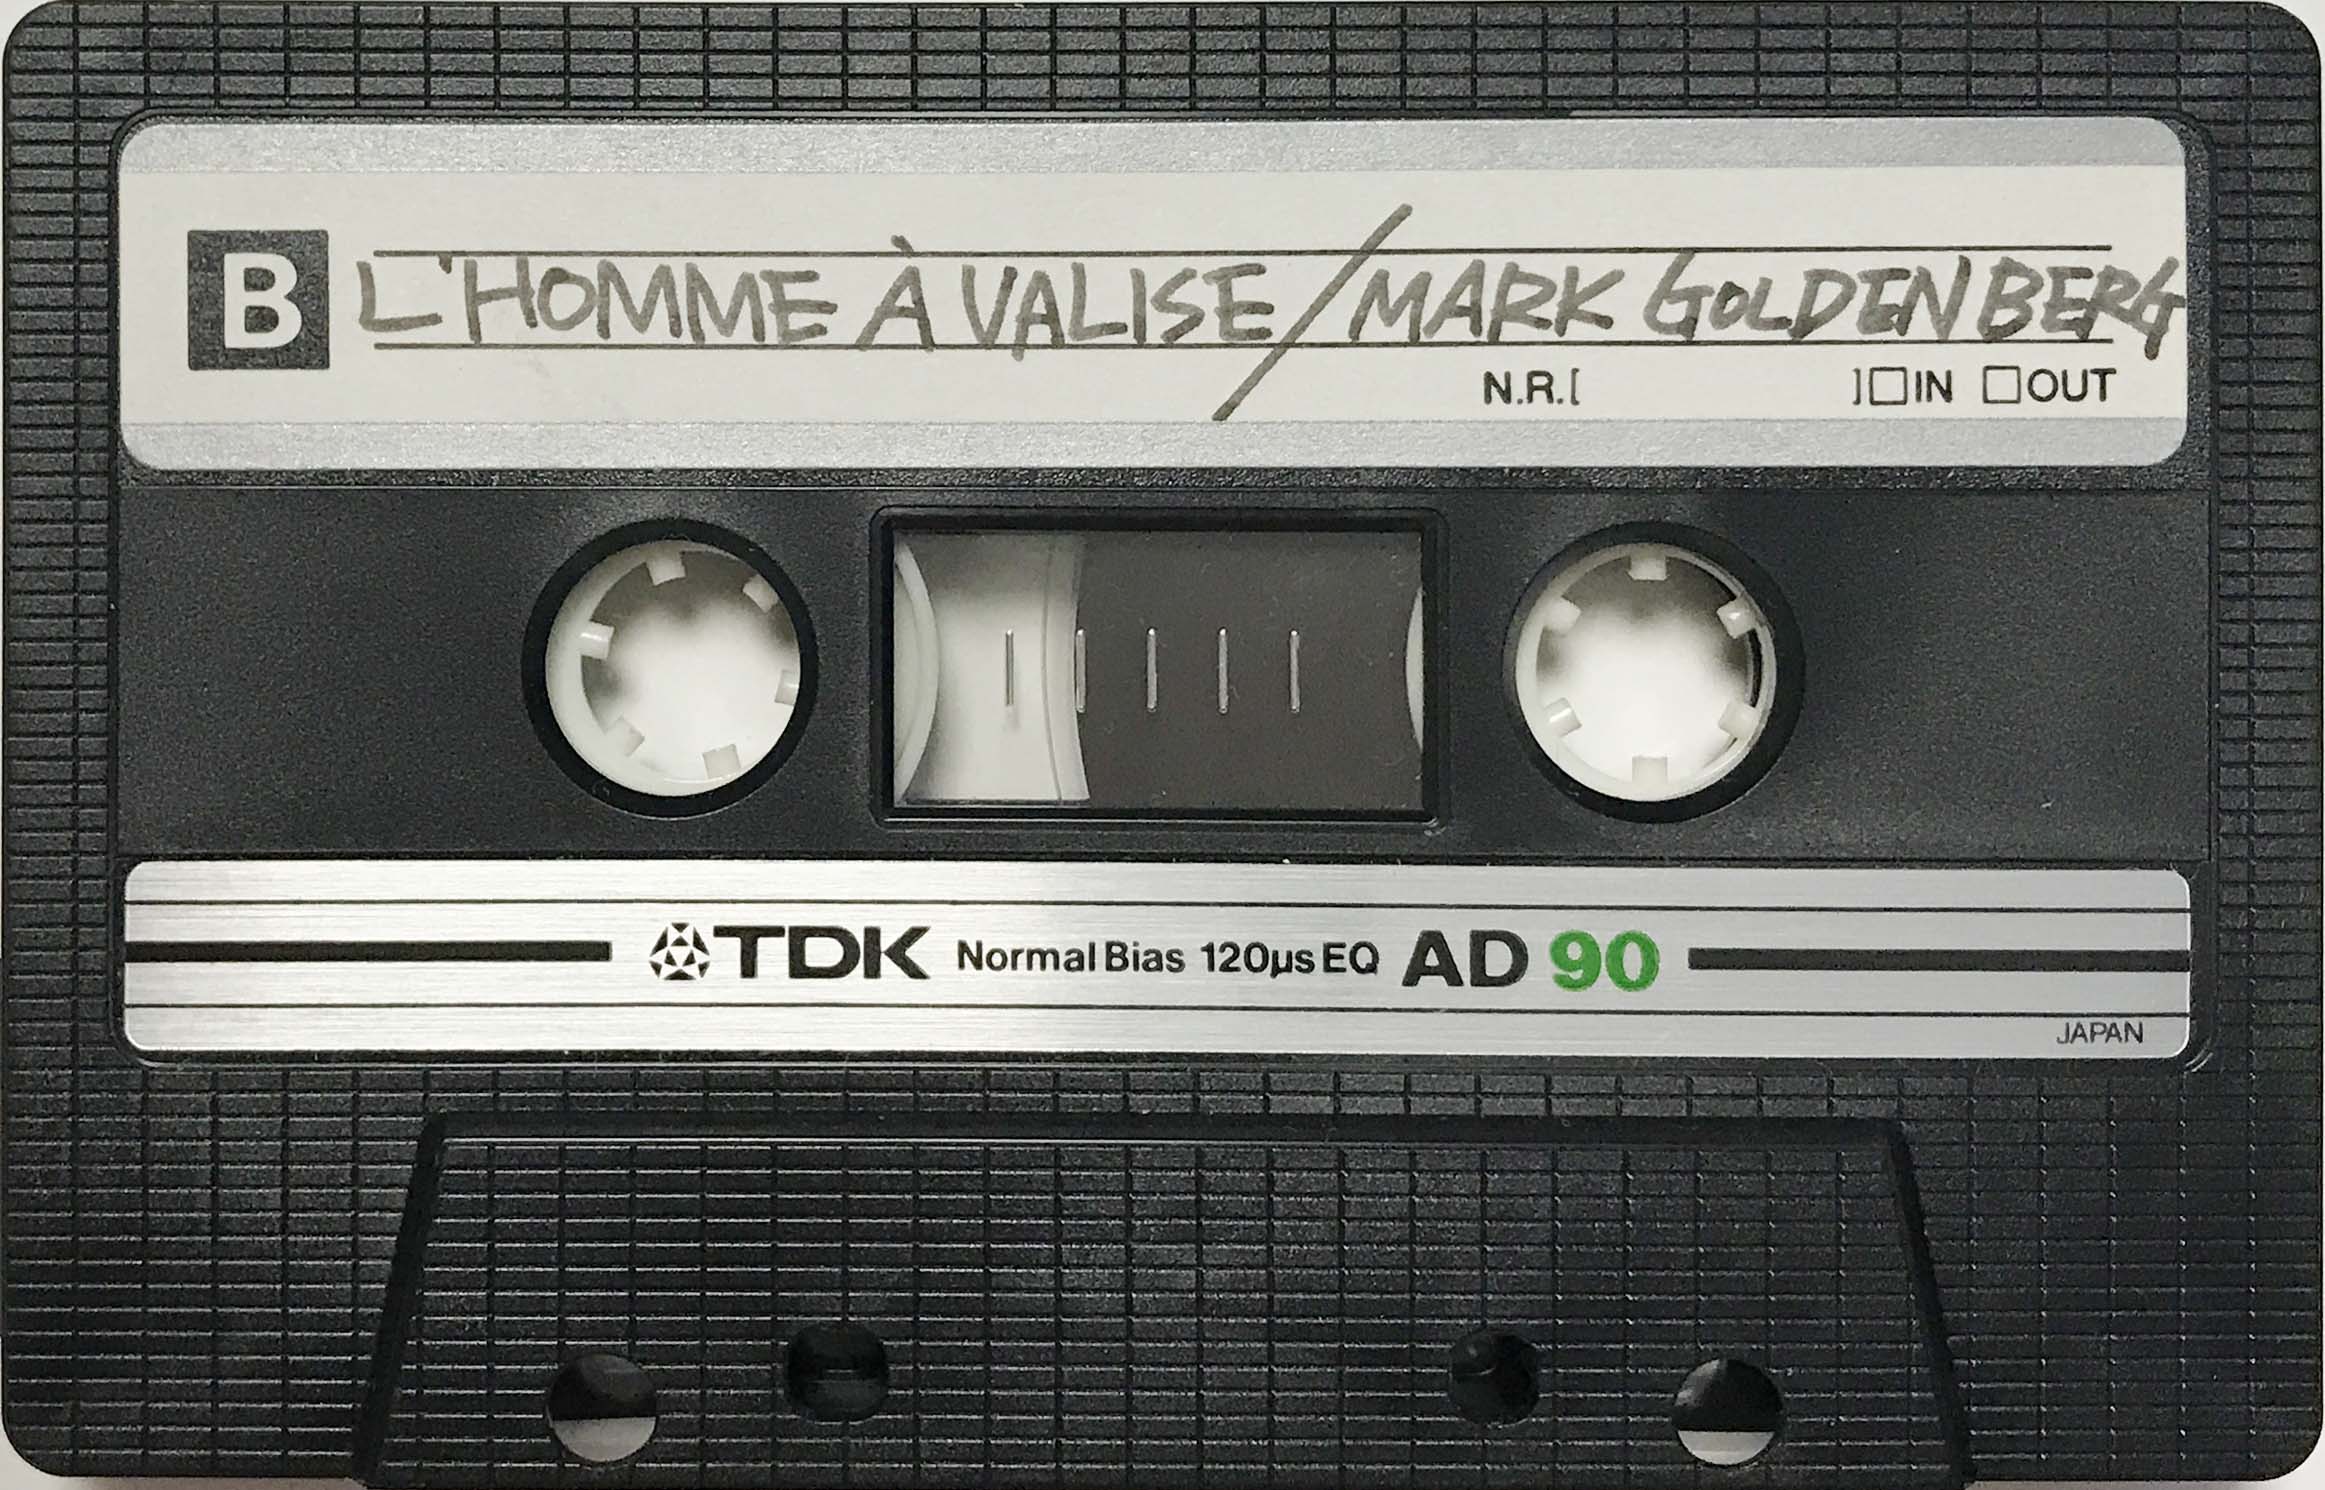 B L'HOMME À VALISE/MARK GOLDENBERG
N.R.[ ]☐IN ☐OUT
TDK Normal Bias 120µs EQ AD 90
JAPAN